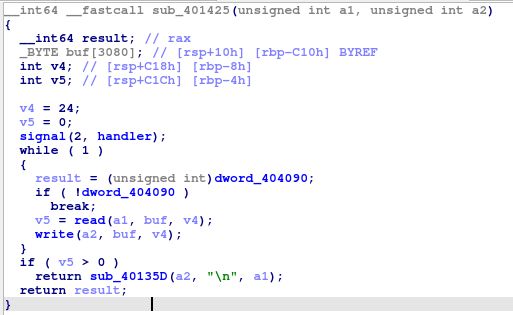 __int64 __fastcall sub_401425(unsigned int a1, unsigned int a2)
{
  __int64 result; // rax
  _BYTE buf[3080]; // [rsp+10h] [rbp-C10h] BYREF
  int v4; // [rsp+C18h] [rbp-8h]
  int v5; // [rsp+C1Ch] [rbp-4h]

  v4 = 24;
  v5 = 0;
  signal(2, handler);
  while ( 1 )
  {
    result = (unsigned int)dword_404090;
    if ( !dword_404090 )
      break;
    v5 = read(a1, buf, v4);
    write(a2, buf, v4);
  }
  if ( v5 > 0 )
    return sub_40135D(a2, "\n", a1);
  return result;
}